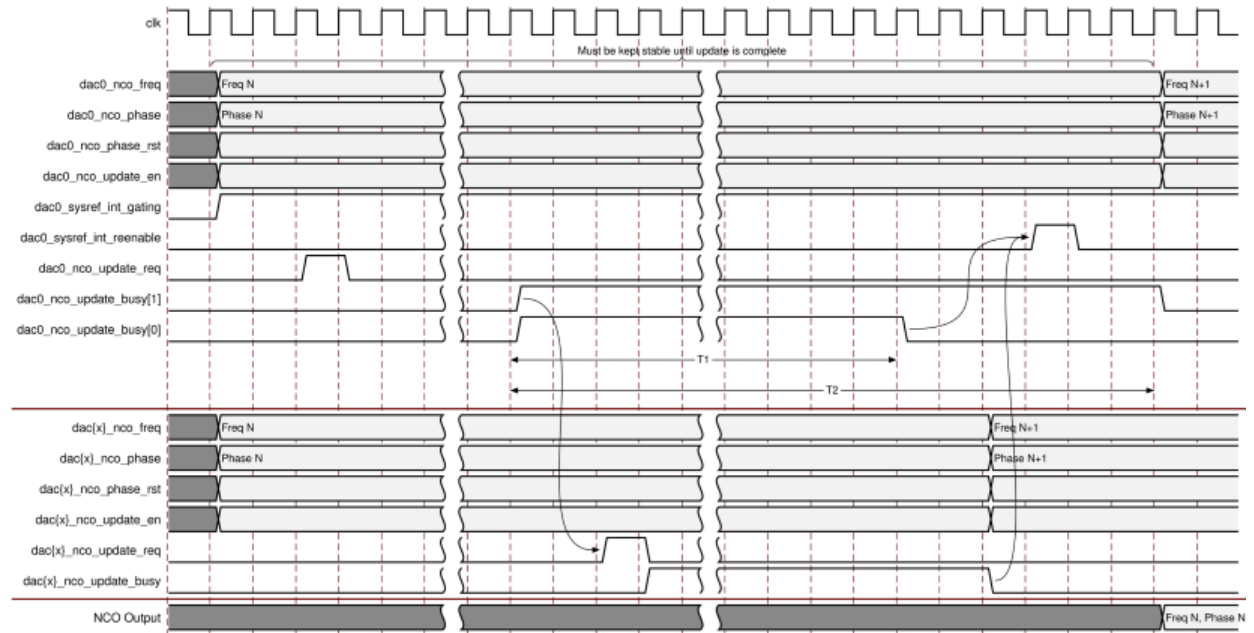 clk
Must be kept stable until update is complete
dac0_nco_freq Freq N Freq N+1
dac0_nco_phase Phase N Phase N+1
dac0_nco_phase_rst
dac0_nco_update_en
dac0_sysref_int_gating
dac0_sysref_int_reenable
dac0_nco_update_req
dac0_nco_update_busy[1]
dac0_nco_update_busy[0]
T1
T2
dac{x}_nco_freq Freq N Freq N+1
dac{x}_nco_phase Phase N Phase N+1
dac{x}_nco_phase_rst
dac{x}_nco_update_en
dac{x}_nco_update_req
dac{x}_nco_update_busy
NCO Output Freq N, Phase N